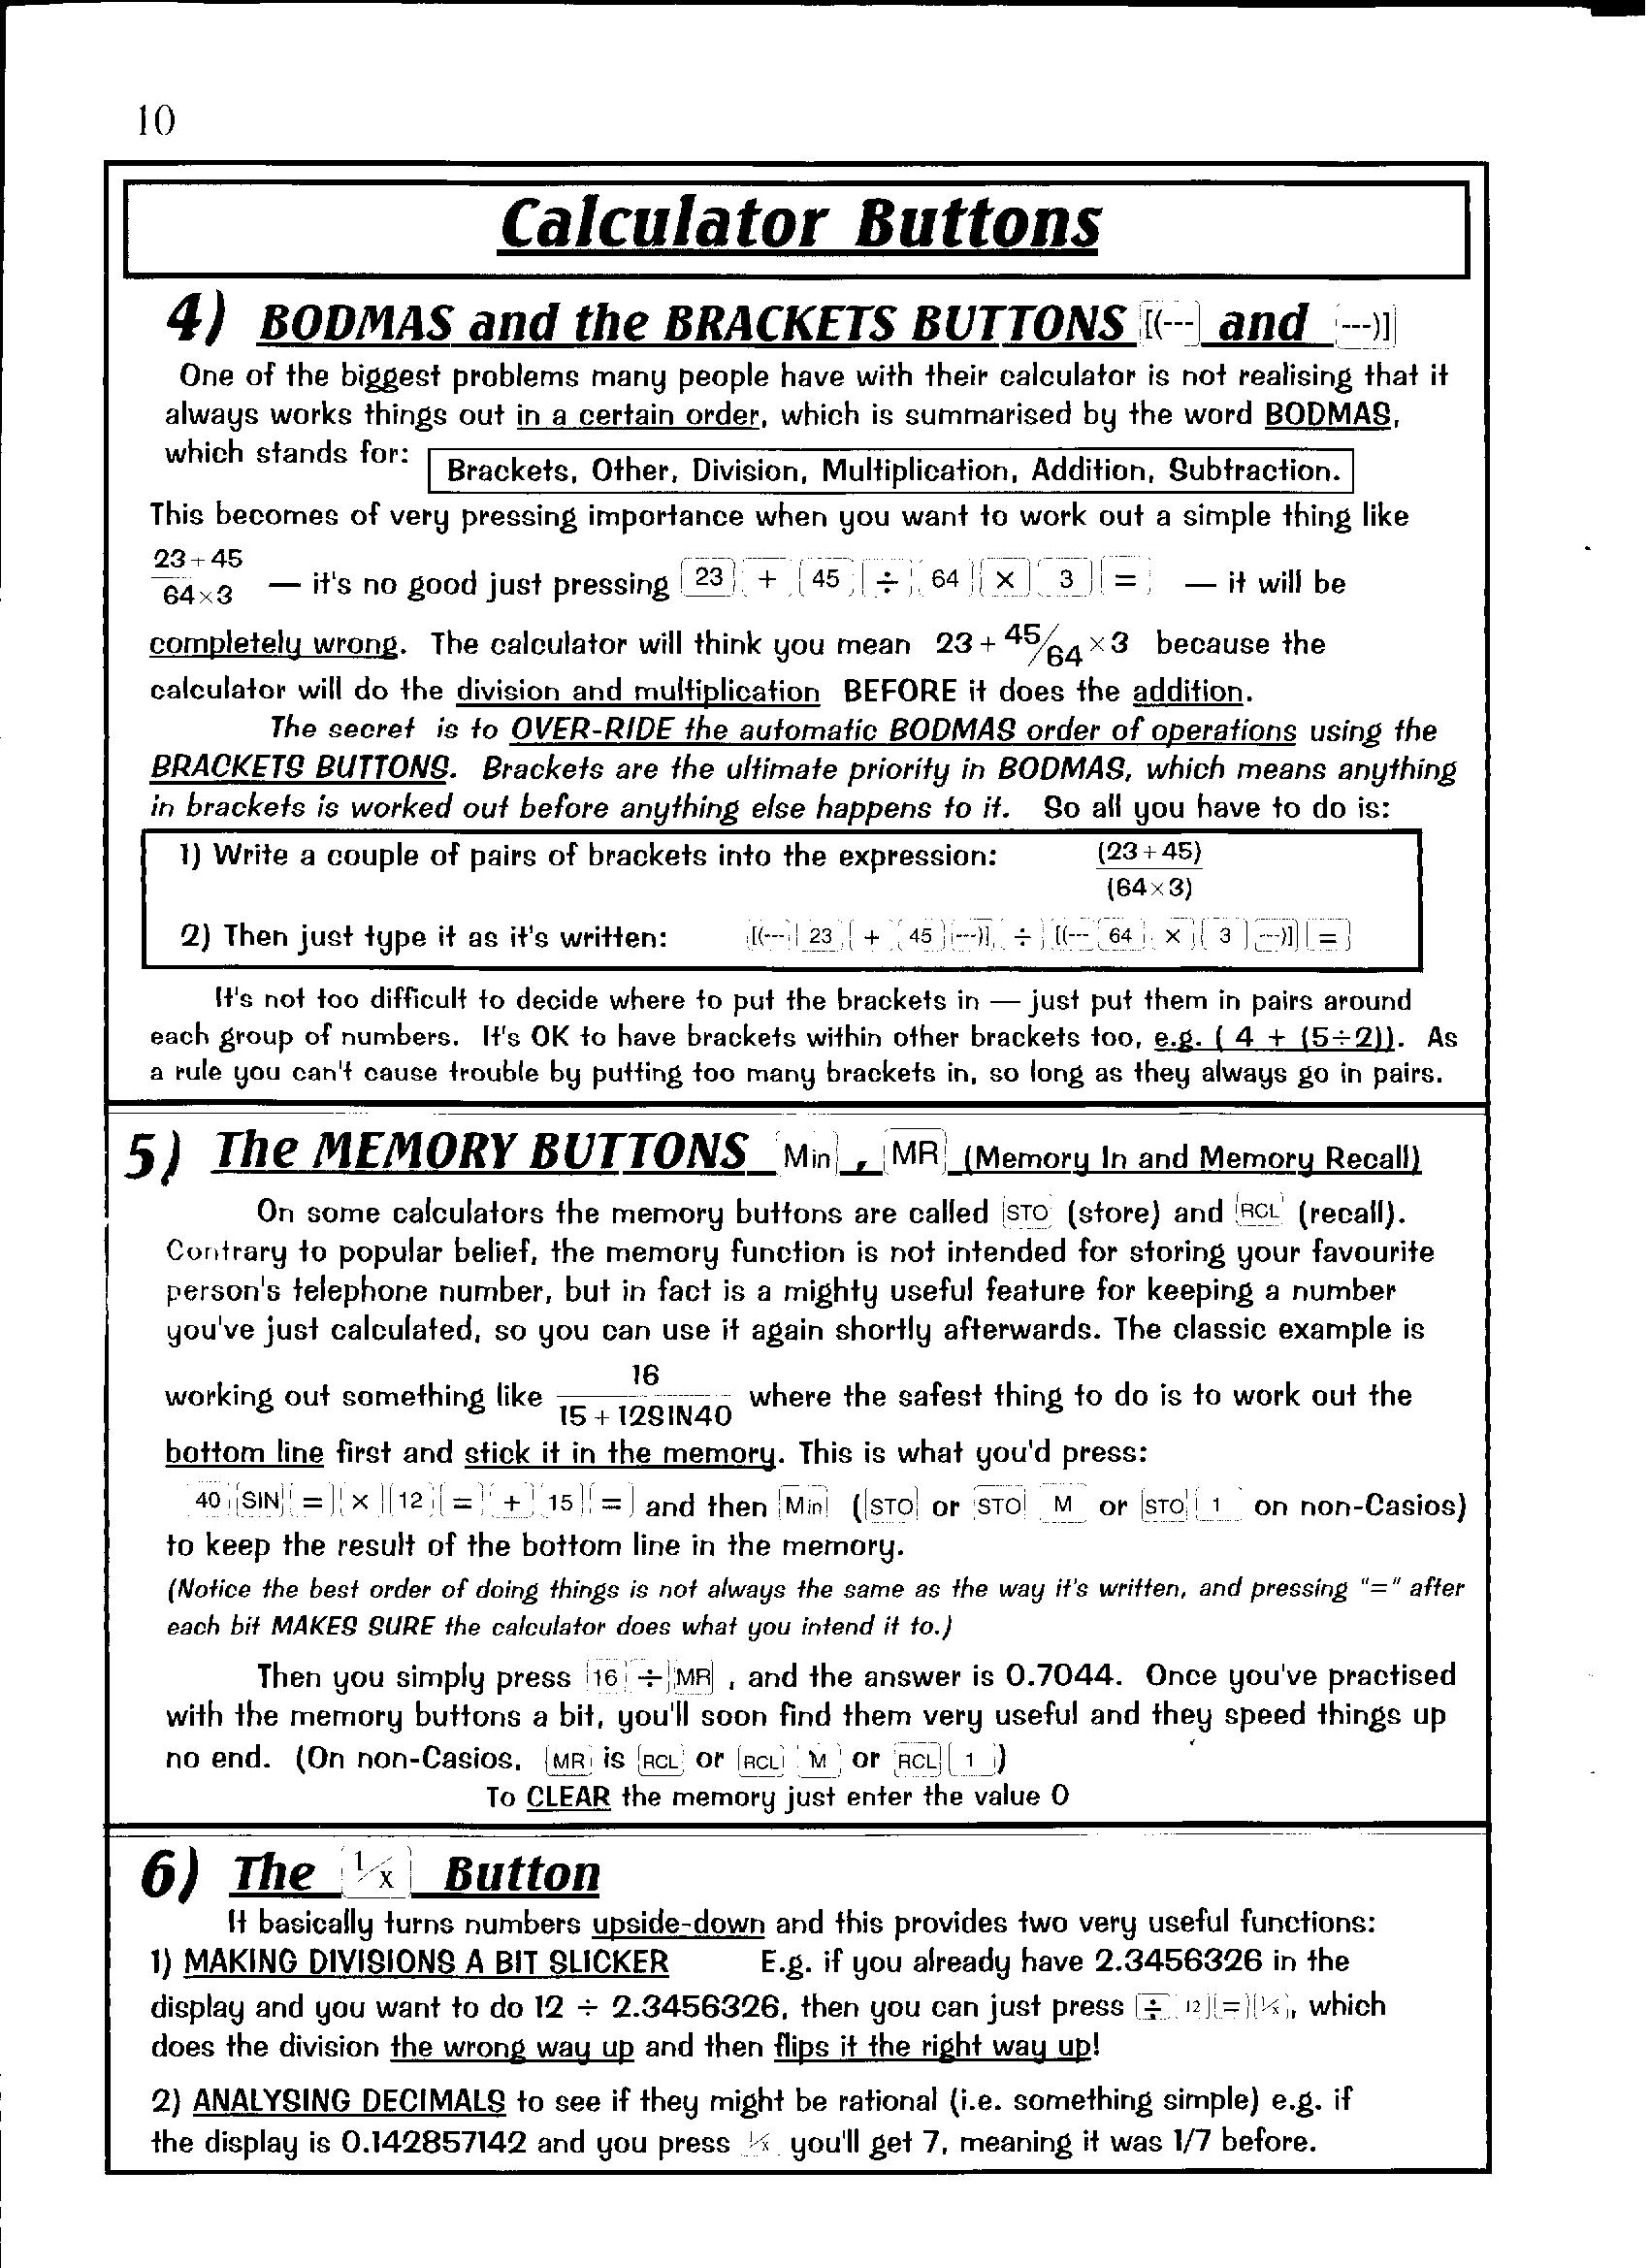 10
Calculator Buttons
4) BODMAS and the BRACKETS BUTTONS [(--- and ---)]
One of the biggest problems many people have with their calculator is not realising that it
always works things out in a certain order, which is summarised by the word BODMAS,
which stands for: Brackets, Other, Division, Multiplication, Addition, Subtraction.
This becomes of very pressing importance when you want to work out a simple thing like
23 + 45
64 × 3 — it's no good just pressing 23 + 45 ÷ 64 × 3 = — it will be
completely wrong. The calculator will think you mean 23 + 45/64 × 3 because the
calculator will do the division and multiplication BEFORE it does the addition.
The secret is to OVER-RIDE the automatic BODMAS order of operations using the
BRACKETS BUTTONS. Brackets are the ultimate priority in BODMAS, which means anything
in brackets is worked out before anything else happens to it. So all you have to do is:
1) Write a couple of pairs of brackets into the expression: (23 + 45)
(64 × 3)
2) Then just type it as it's written: [(--- 23 + 45 ---)] ÷ [(--- 64 × 3 ---)] =
It's not too difficult to decide where to put the brackets in — just put them in pairs around
each group of numbers. It's OK to have brackets within other brackets too, e.g. ( 4 + (5÷2)). As
a rule you can't cause trouble by putting too many brackets in, so long as they always go in pairs.
5) The MEMORY BUTTONS Min , MR (Memory In and Memory Recall)
On some calculators the memory buttons are called STO (store) and RCL (recall).
Contrary to popular belief, the memory function is not intended for storing your favourite
person's telephone number, but in fact is a mighty useful feature for keeping a number
you've just calculated, so you can use it again shortly afterwards. The classic example is
working out something like 16
15 + 12SIN40 where the safest thing to do is to work out the
bottom line first and stick it in the memory. This is what you'd press:
40 SIN = × 12 = + 15 = and then Min (STO or STO M or STO 1 on non-Casios)
to keep the result of the bottom line in the memory.
(Notice the best order of doing things is not always the same as the way it's written, and pressing "=" after
each bit MAKES SURE the calculator does what you intend it to.)
Then you simply press 16 ÷ MR , and the answer is 0.7044. Once you've practised
with the memory buttons a bit, you'll soon find them very useful and they speed things up
no end. (On non-Casios, MR is RCL or RCL M or RCL 1 )
To CLEAR the memory just enter the value 0
6) The 1/x Button
It basically turns numbers upside-down and this provides two very useful functions:
1) MAKING DIVISIONS A BIT SLICKER E.g. if you already have 2.3456326 in the
display and you want to do 12 ÷ 2.3456326, then you can just press ÷ 12 = 1/x , which
does the division the wrong way up and then flips it the right way up!
2) ANALYSING DECIMALS to see if they might be rational (i.e. something simple) e.g. if
the display is 0.142857142 and you press 1/x you'll get 7, meaning it was 1/7 before.